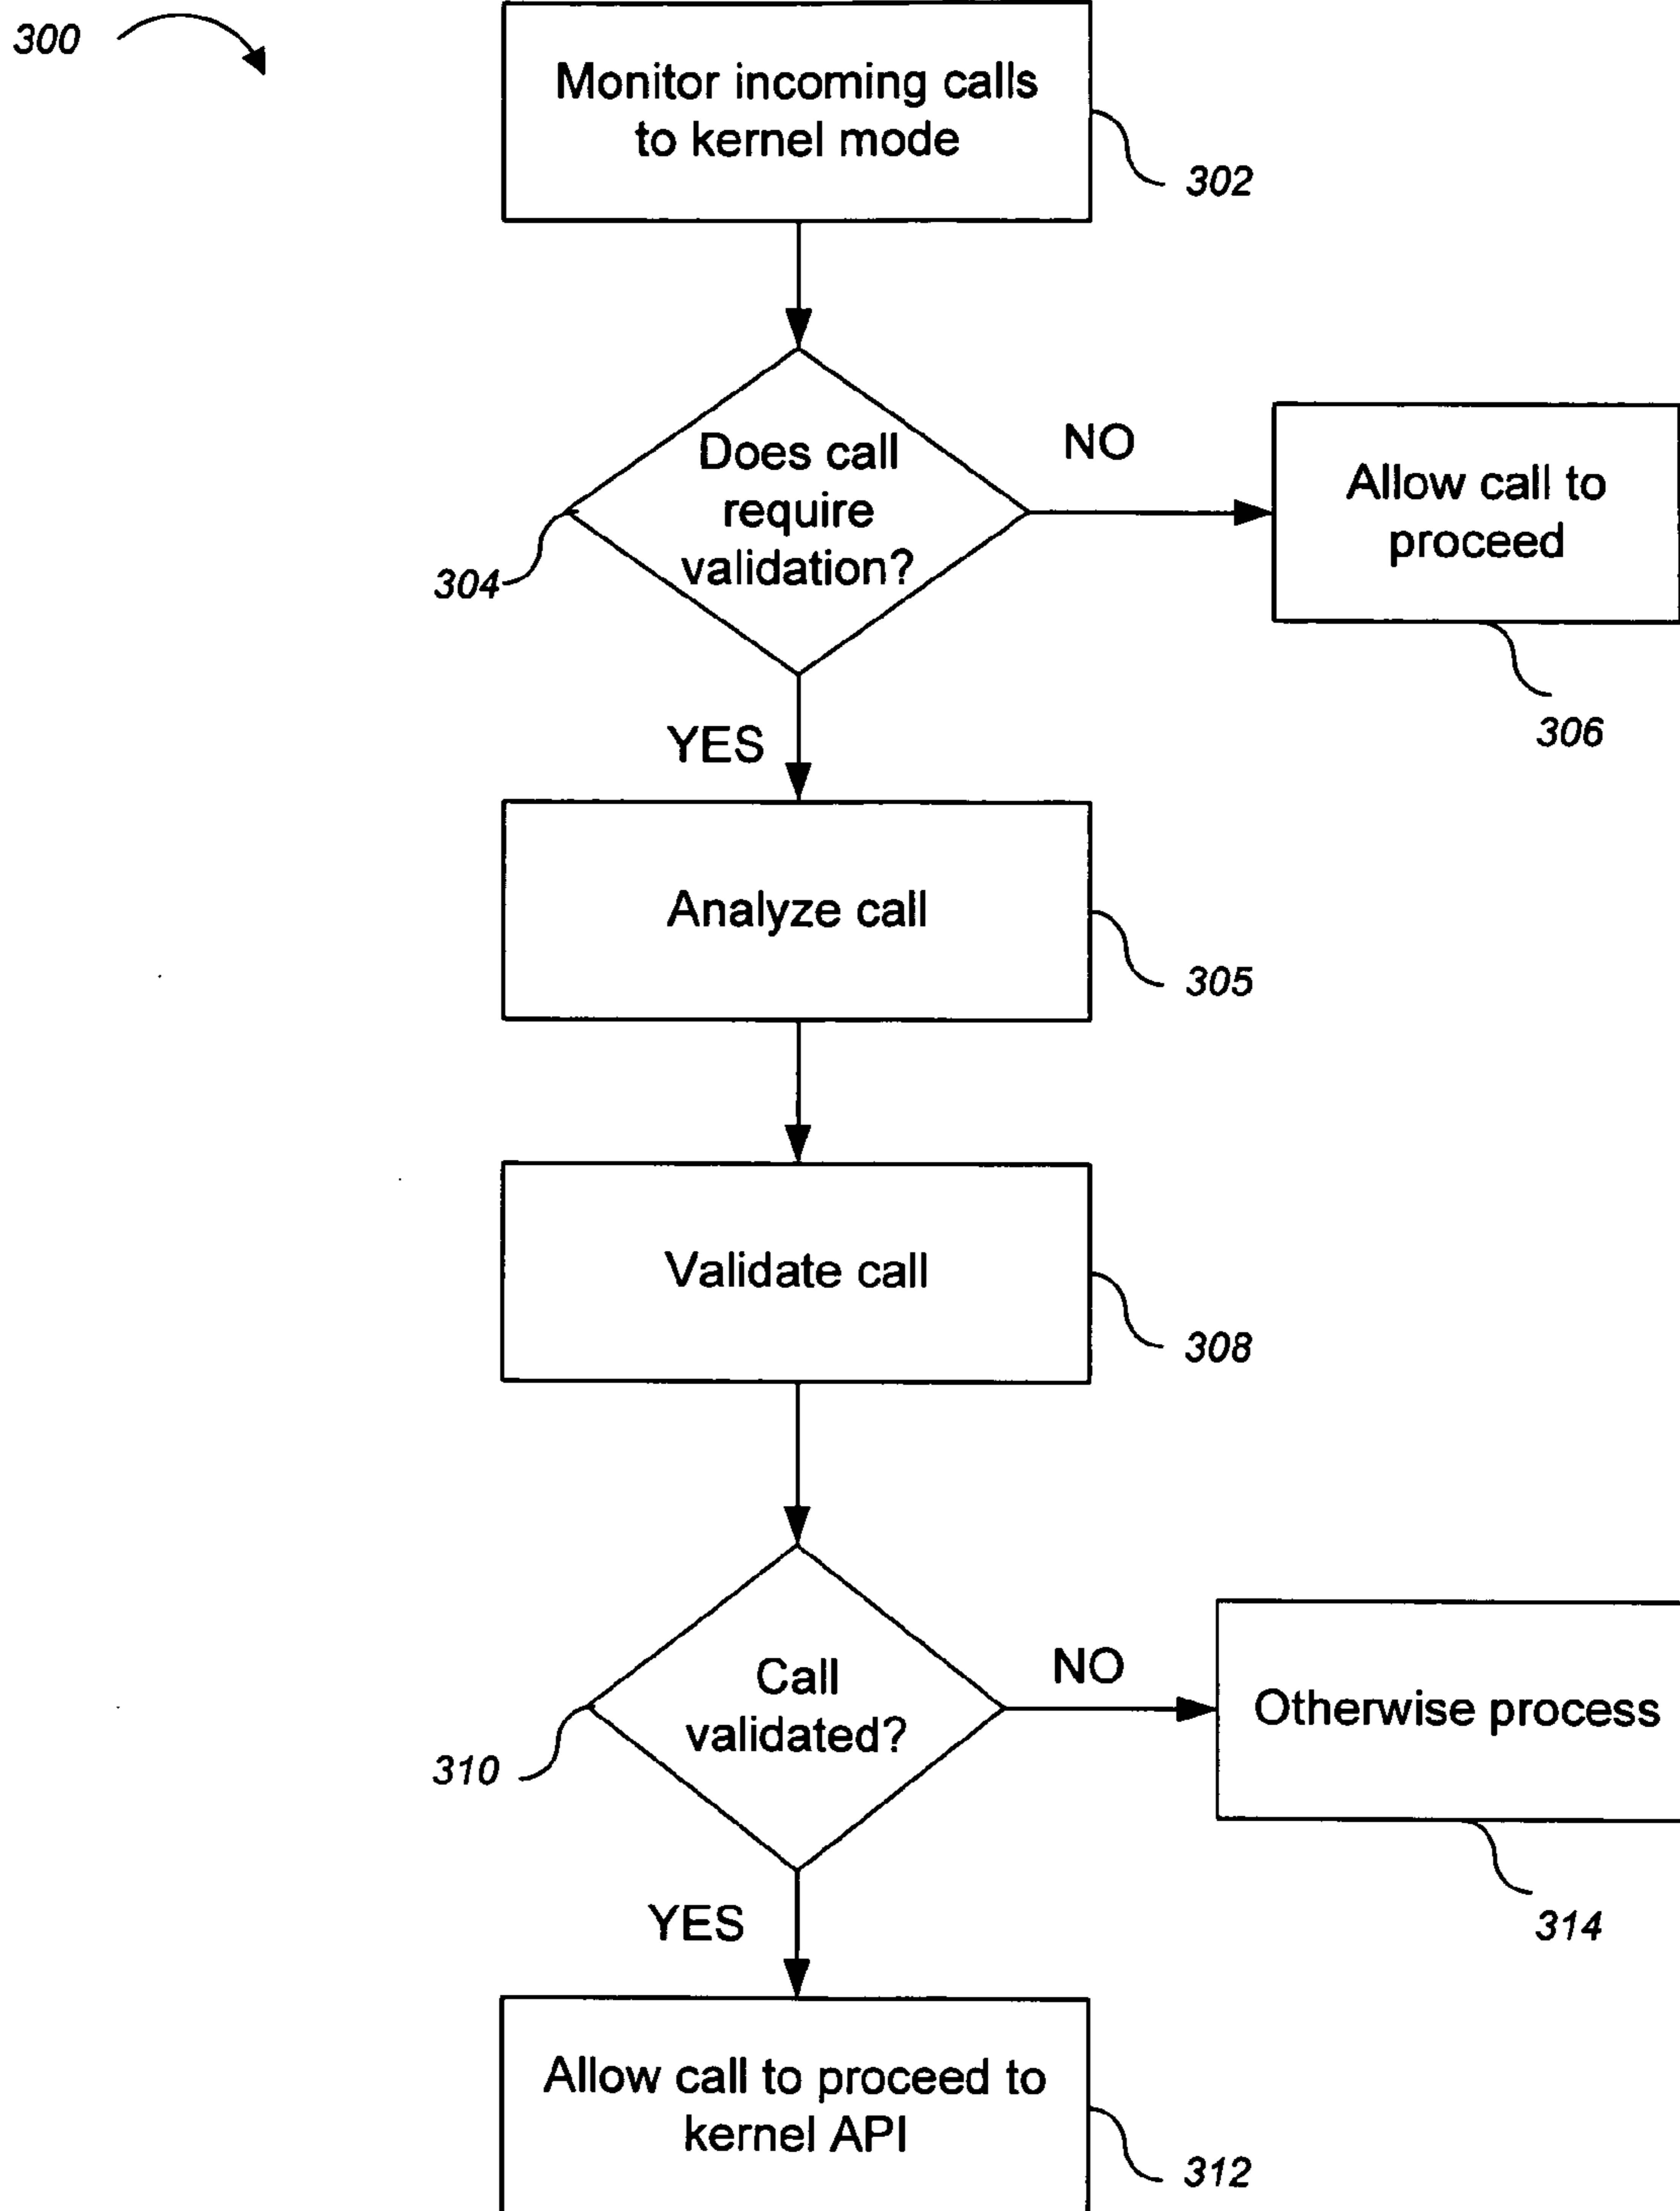 300
Monitor incoming calls
to kernel mode
302
Does call
require
validation?
304
NO
Allow call to
proceed
306
YES
Analyze call
305
Validate call
308
Call
validated?
310
NO
Otherwise process
314
YES
Allow call to proceed to
kernel API
312